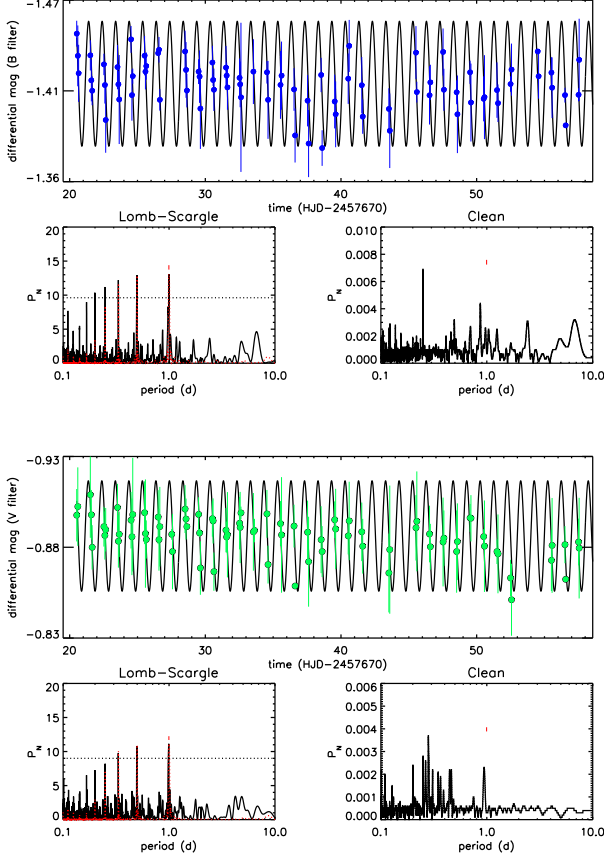 −1.47
−1.41
−1.36
differential mag (B filter)
20 30 40 50
time (HJD−2457670)
Lomb−Scargle
20
15
10
5
0
P_N
0.1 1.0 10.0
period (d)
Clean
0.010
0.008
0.006
0.004
0.002
0.000
P_N
0.1 1.0 10.0
period (d)
−0.93
−0.88
−0.83
differential mag (V filter)
20 30 40 50
time (HJD−2457670)
Lomb−Scargle
20
15
10
5
0
P_N
0.1 1.0 10.0
period (d)
Clean
0.006
0.005
0.004
0.003
0.002
0.001
0.000
P_N
0.1 1.0 10.0
period (d)